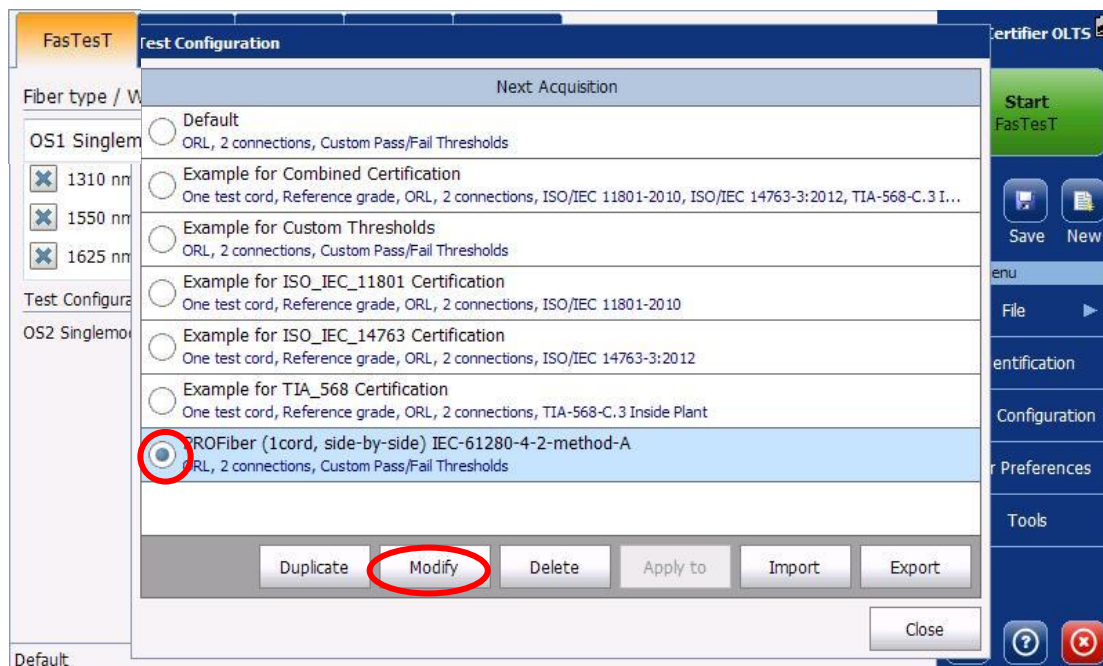 FasTesT
Test Configuration
Certifier OLTS
Fiber type / W
OS1 Singlem
1310 nm
1550 nm
1625 nm
Test Configura
OS2 Singlemo
Default
Next Acquisition
Default
ORL, 2 connections, Custom Pass/Fail Thresholds
Example for Combined Certification
One test cord, Reference grade, ORL, 2 connections, ISO/IEC 11801-2010, ISO/IEC 14763-3:2012, TIA-568-C.3 I...
Example for Custom Thresholds
ORL, 2 connections, Custom Pass/Fail Thresholds
Example for ISO_IEC_11801 Certification
One test cord, Reference grade, ORL, 2 connections, ISO/IEC 11801-2010
Example for ISO_IEC_14763 Certification
One test cord, Reference grade, ORL, 2 connections, ISO/IEC 14763-3:2012
Example for TIA_568 Certification
One test cord, Reference grade, ORL, 2 connections, TIA-568-C.3 Inside Plant
PROFiber (1cord, side-by-side) IEC-61280-4-2-method-A
ORL, 2 connections, Custom Pass/Fail Thresholds
Duplicate Modify Delete Apply to Import Export
Close
Start
FasTesT
Save New
enu
File
entification
Configuration
r Preferences
Tools